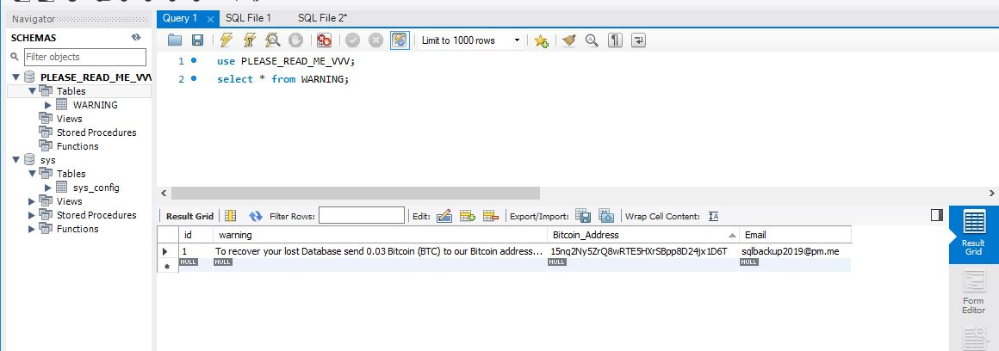 Navigator
Query 1 SQL File 1 SQL File 2*
SCHEMAS
Filter objects
Limit to 1000 rows
PLEASE_READ_ME_VVV
Tables
WARNING
Views
Stored Procedures
Functions
sys
Tables
sys_config
Views
Stored Procedures
Functions
1 use PLEASE_READ_ME_VVV;
2 select * from WARNING;
Result Grid Filter Rows: Edit: Export/Import: Wrap Cell Content: IA
id warning Bitcoin_Address Email
1 To recover your lost Database send 0.03 Bitcoin (BTC) to our Bitcoin address... 15nq2Ny5ZrQ8wRTE5HXrSBpp8D24jx1D6T sqlbackup2019@pm.me
NULL NULL NULL NULL
Result
Grid
Form
Editor